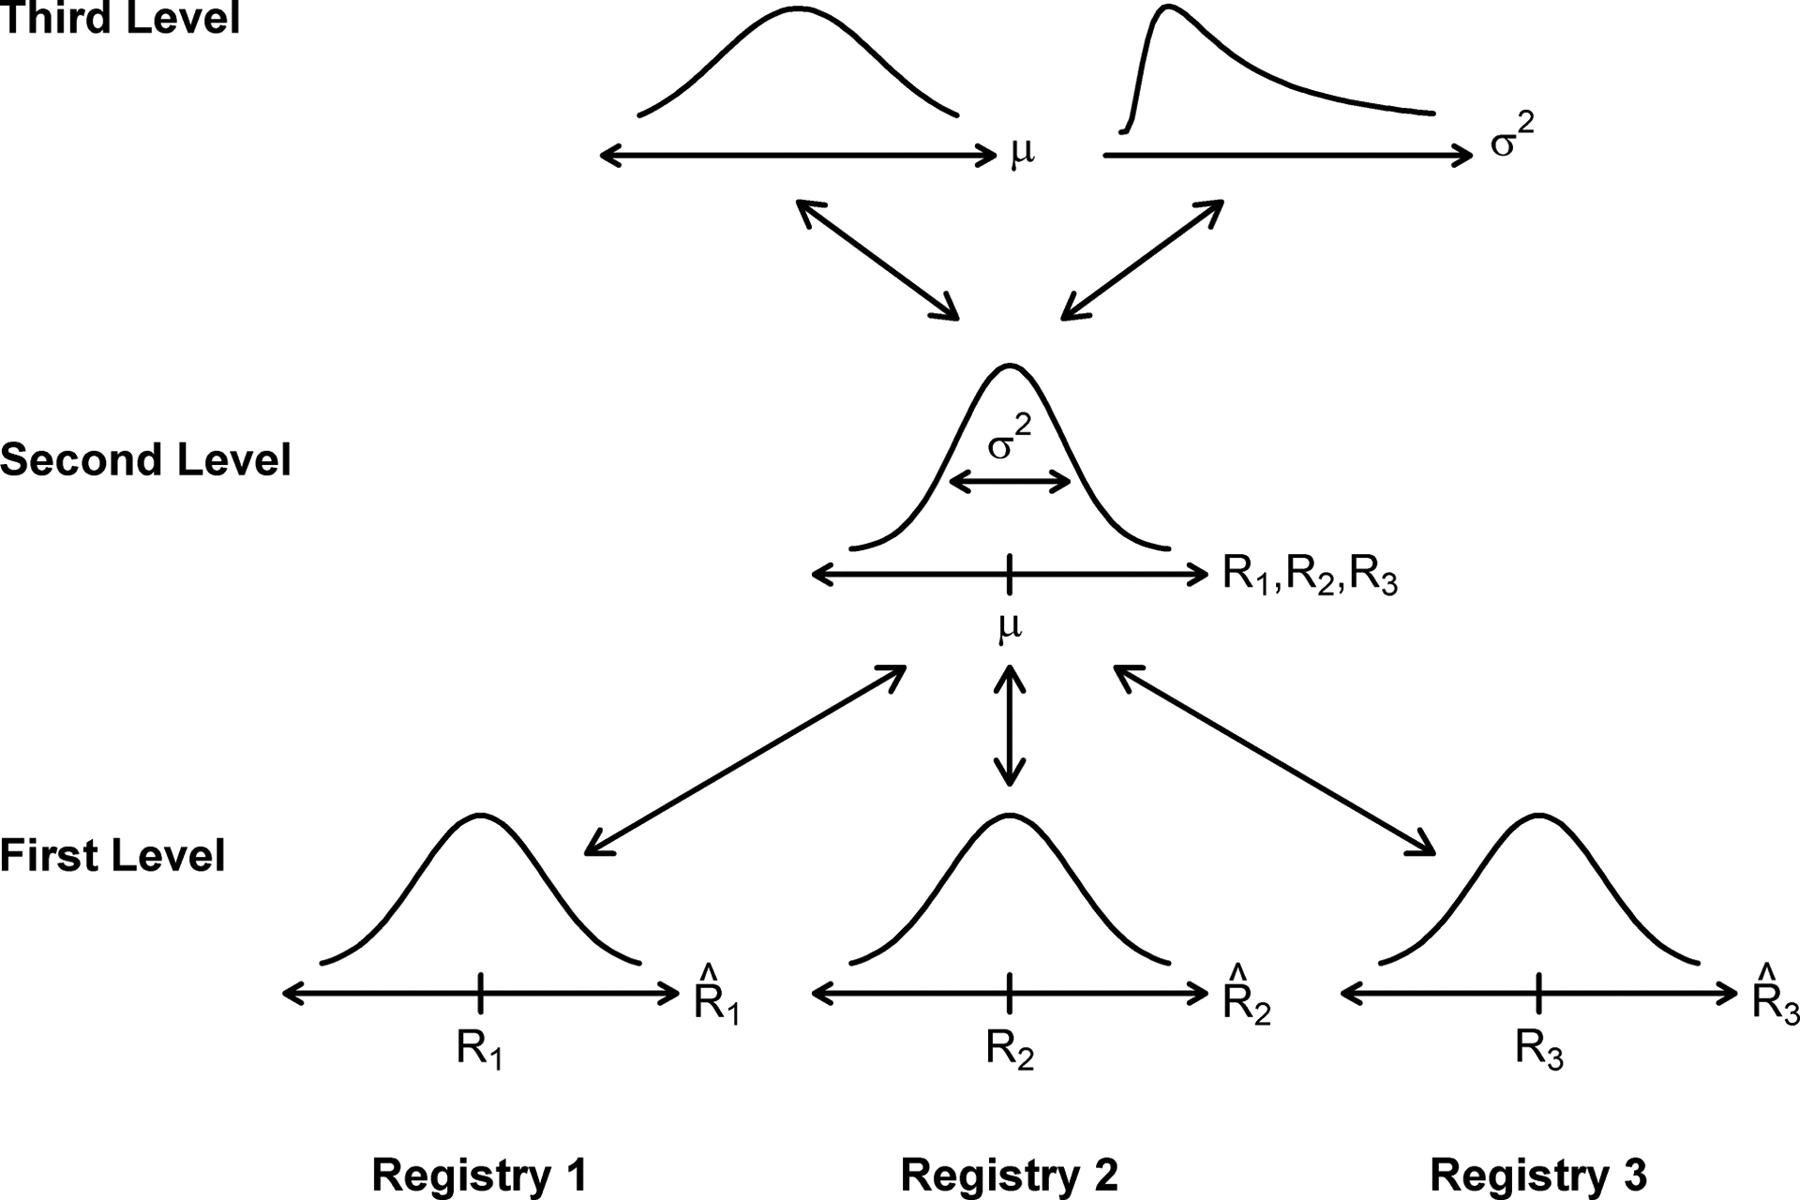 Third Level
μ
σ²
Second Level
σ²
R₁,R₂,R₃
μ
First Level
R̂₁
R̂₂
R̂₃
R₁
R₂
R₃
Registry 1
Registry 2
Registry 3